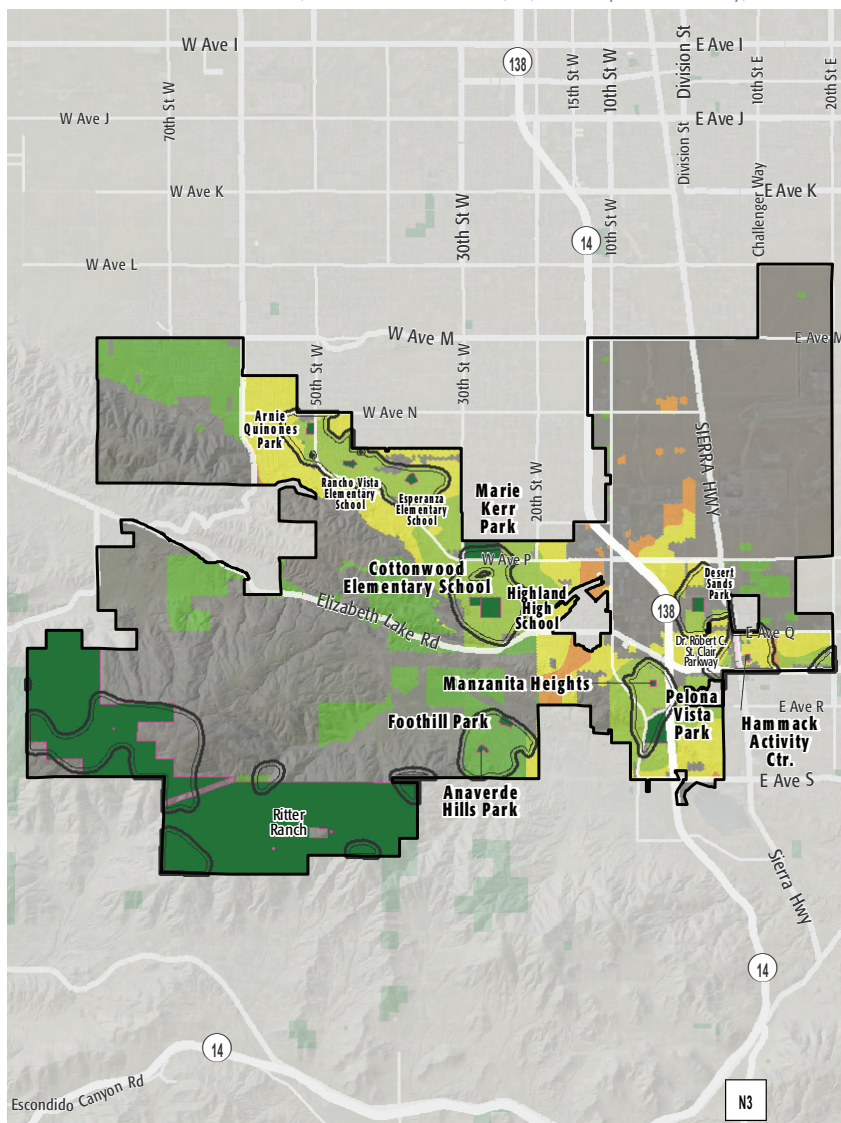 W Ave I
E Ave I
138
15th St W
10th St W
Division St
10th St E
20th St E
W Ave J
E Ave J
70th St W
Division St
W Ave K
E Ave K
30th St W
14
10th St W
Challenger Way
W Ave L
W Ave M
E Ave M
50th St W
30th St W
W Ave N
Arnie
Quinones
Park
SIERRA HWY
Rancho Vista
Elementary
School
Esperanza
Elementary
School
Marie
Kerr
Park
20th St W
W Ave P
Cottonwood
Elementary School
Highland
High
School
Desert
Sands
Park
Elizabeth Lake Rd
138
E Ave Q
Dr. Robert C.
St. Clair
Parkway
Manzanita Heights
Pelona
Vista
Park
E Ave R
Foothill Park
Hammack
Activity
Ctr.
E Ave S
Anaverde
Hills Park
Ritter
Ranch
Sierra Hwy
14
14
Escondido Canyon Rd
N3